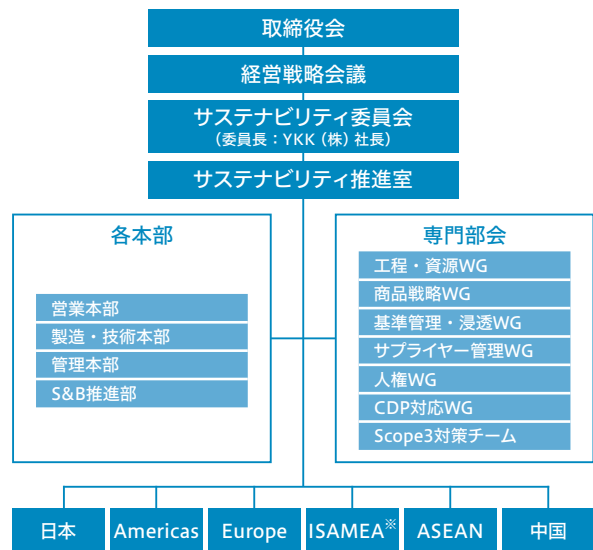 取締役会
経営戦略会議
サステナビリティ委員会
（委員長：YKK（株）社長）
サステナビリティ推進室
各本部
営業本部
製造・技術本部
管理本部
S&B推進部
専門部会
工程・資源WG
商品戦略WG
基準管理・浸透WG
サプライヤー管理WG
人権WG
CDP対応WG
Scope3対策チーム
日本
Americas
Europe
ISAMEA※
ASEAN
中国